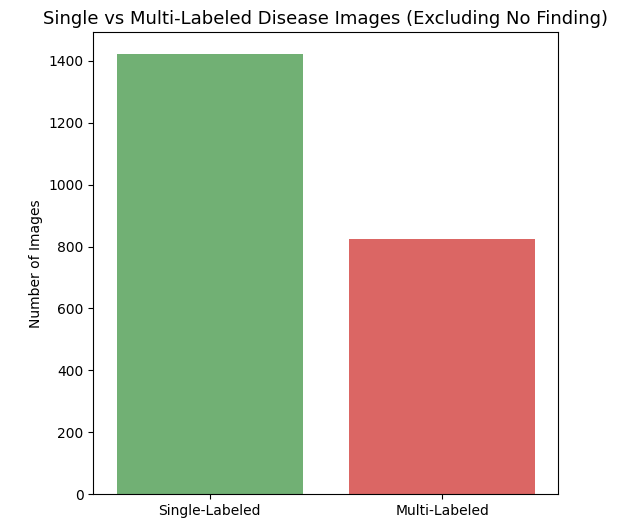 Single vs Multi-Labeled Disease Images (Excluding No Finding)
1400
1200
1000
800
600
400
200
0
Number of Images
Single-Labeled
Multi-Labeled